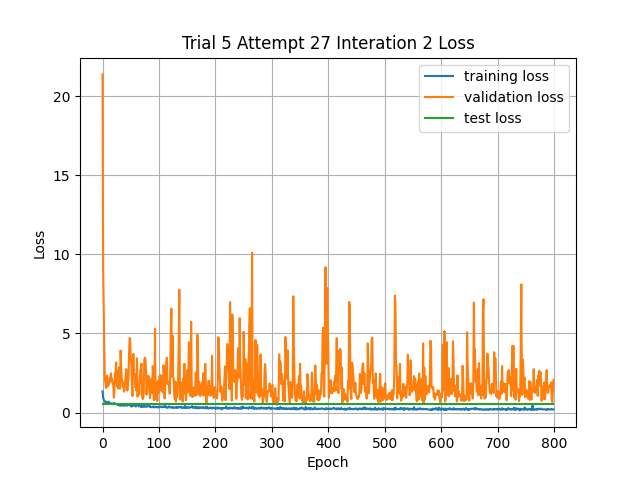 Trial 5 Attempt 27 Interation 2 Loss
training loss
validation loss
test loss
Loss
20
15
10
5
0
0 100 200 300 400 500 600 700 800
Epoch